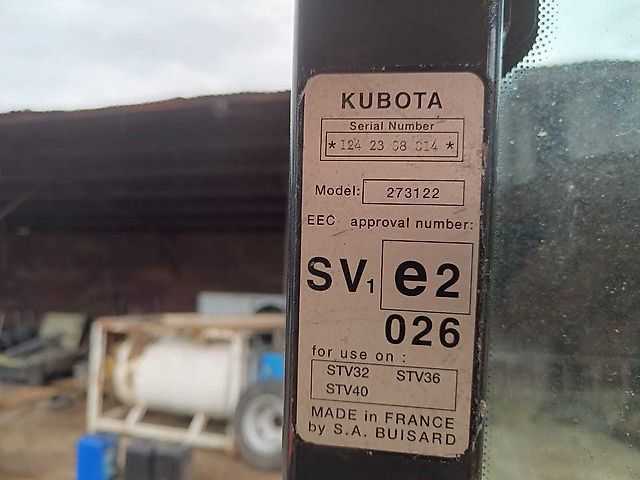 KUBOTA
Serial Number
*124 23 08 014*
Model: 273122
EEC approval number:
SV1 e2
026
for use on :
STV32 STV36
STV40
MADE in FRANCE
by S.A. BUISARD